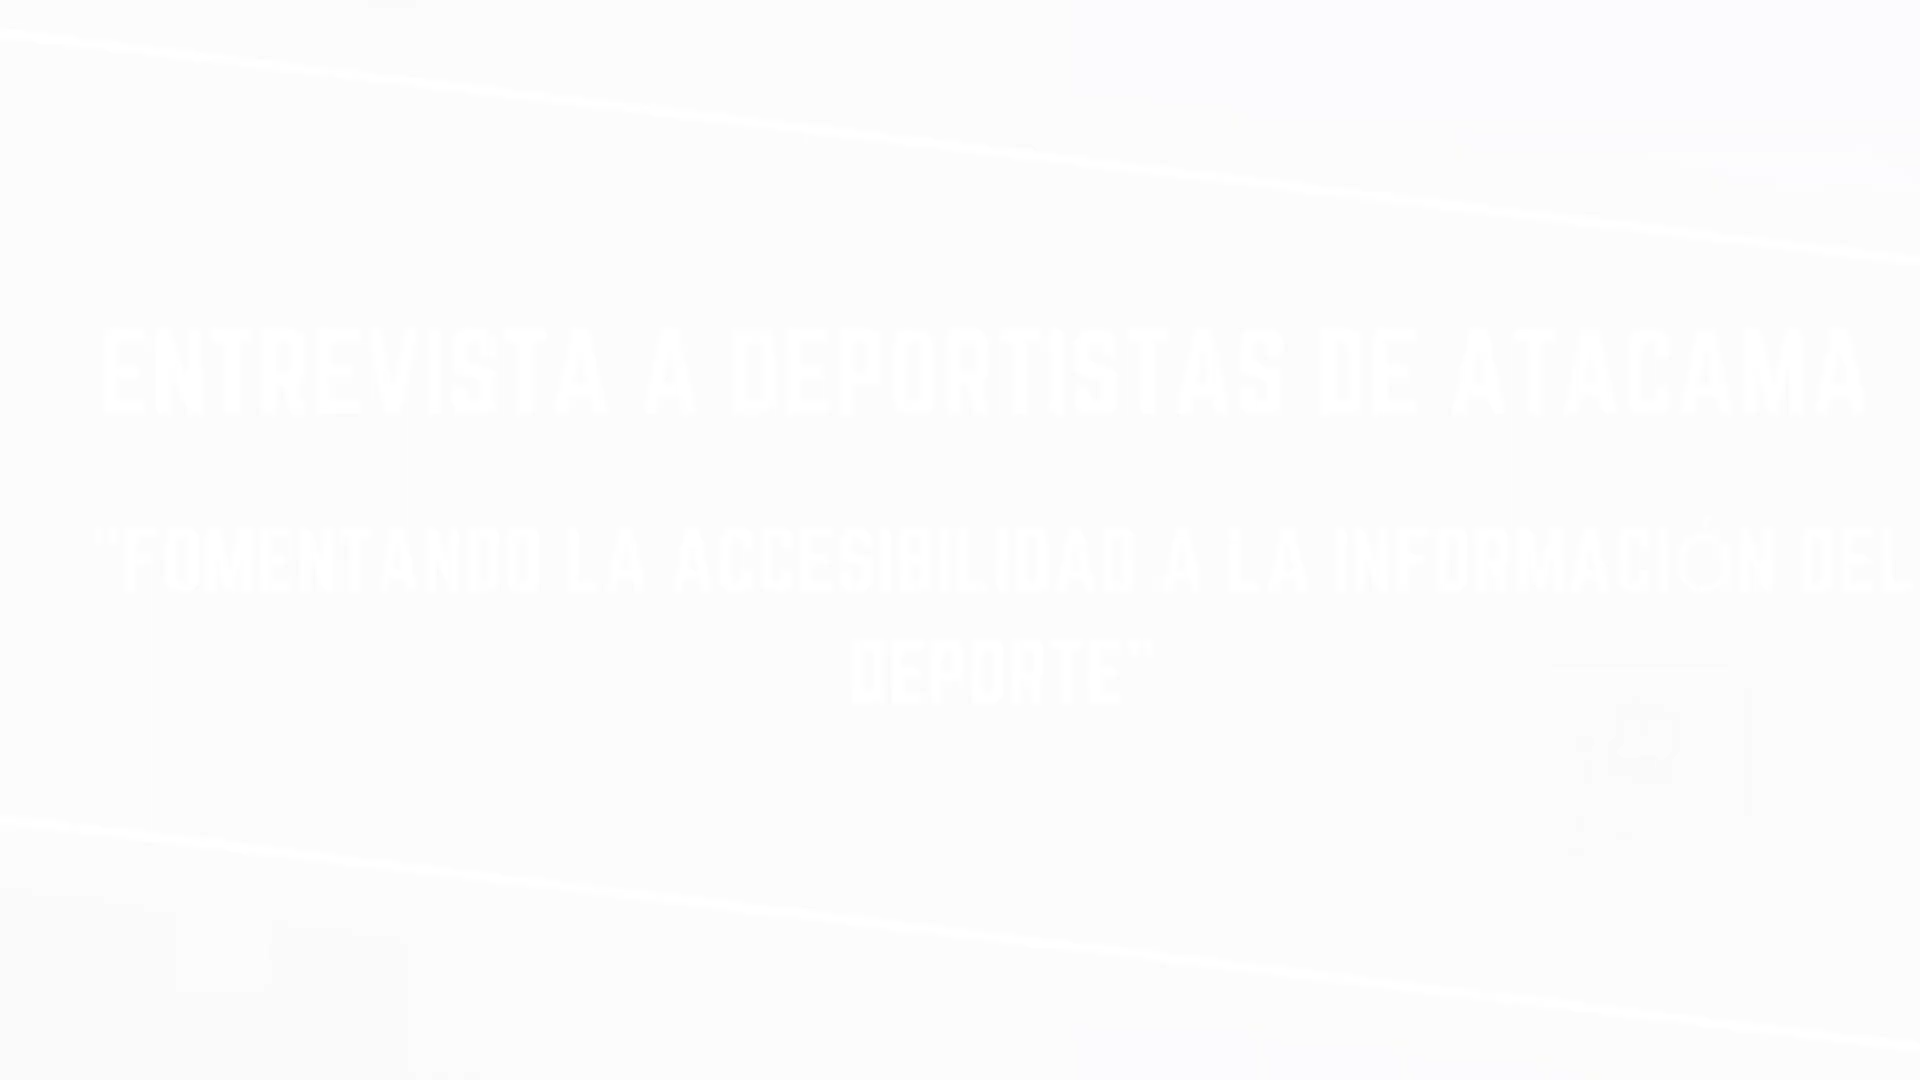 ENTREVISTA A DEPORTISTAS DE ATACAMA
"FOMENTANDO LA ACCESIBILIDAD A LA INFORMACIÓN DEL
DEPORTE"